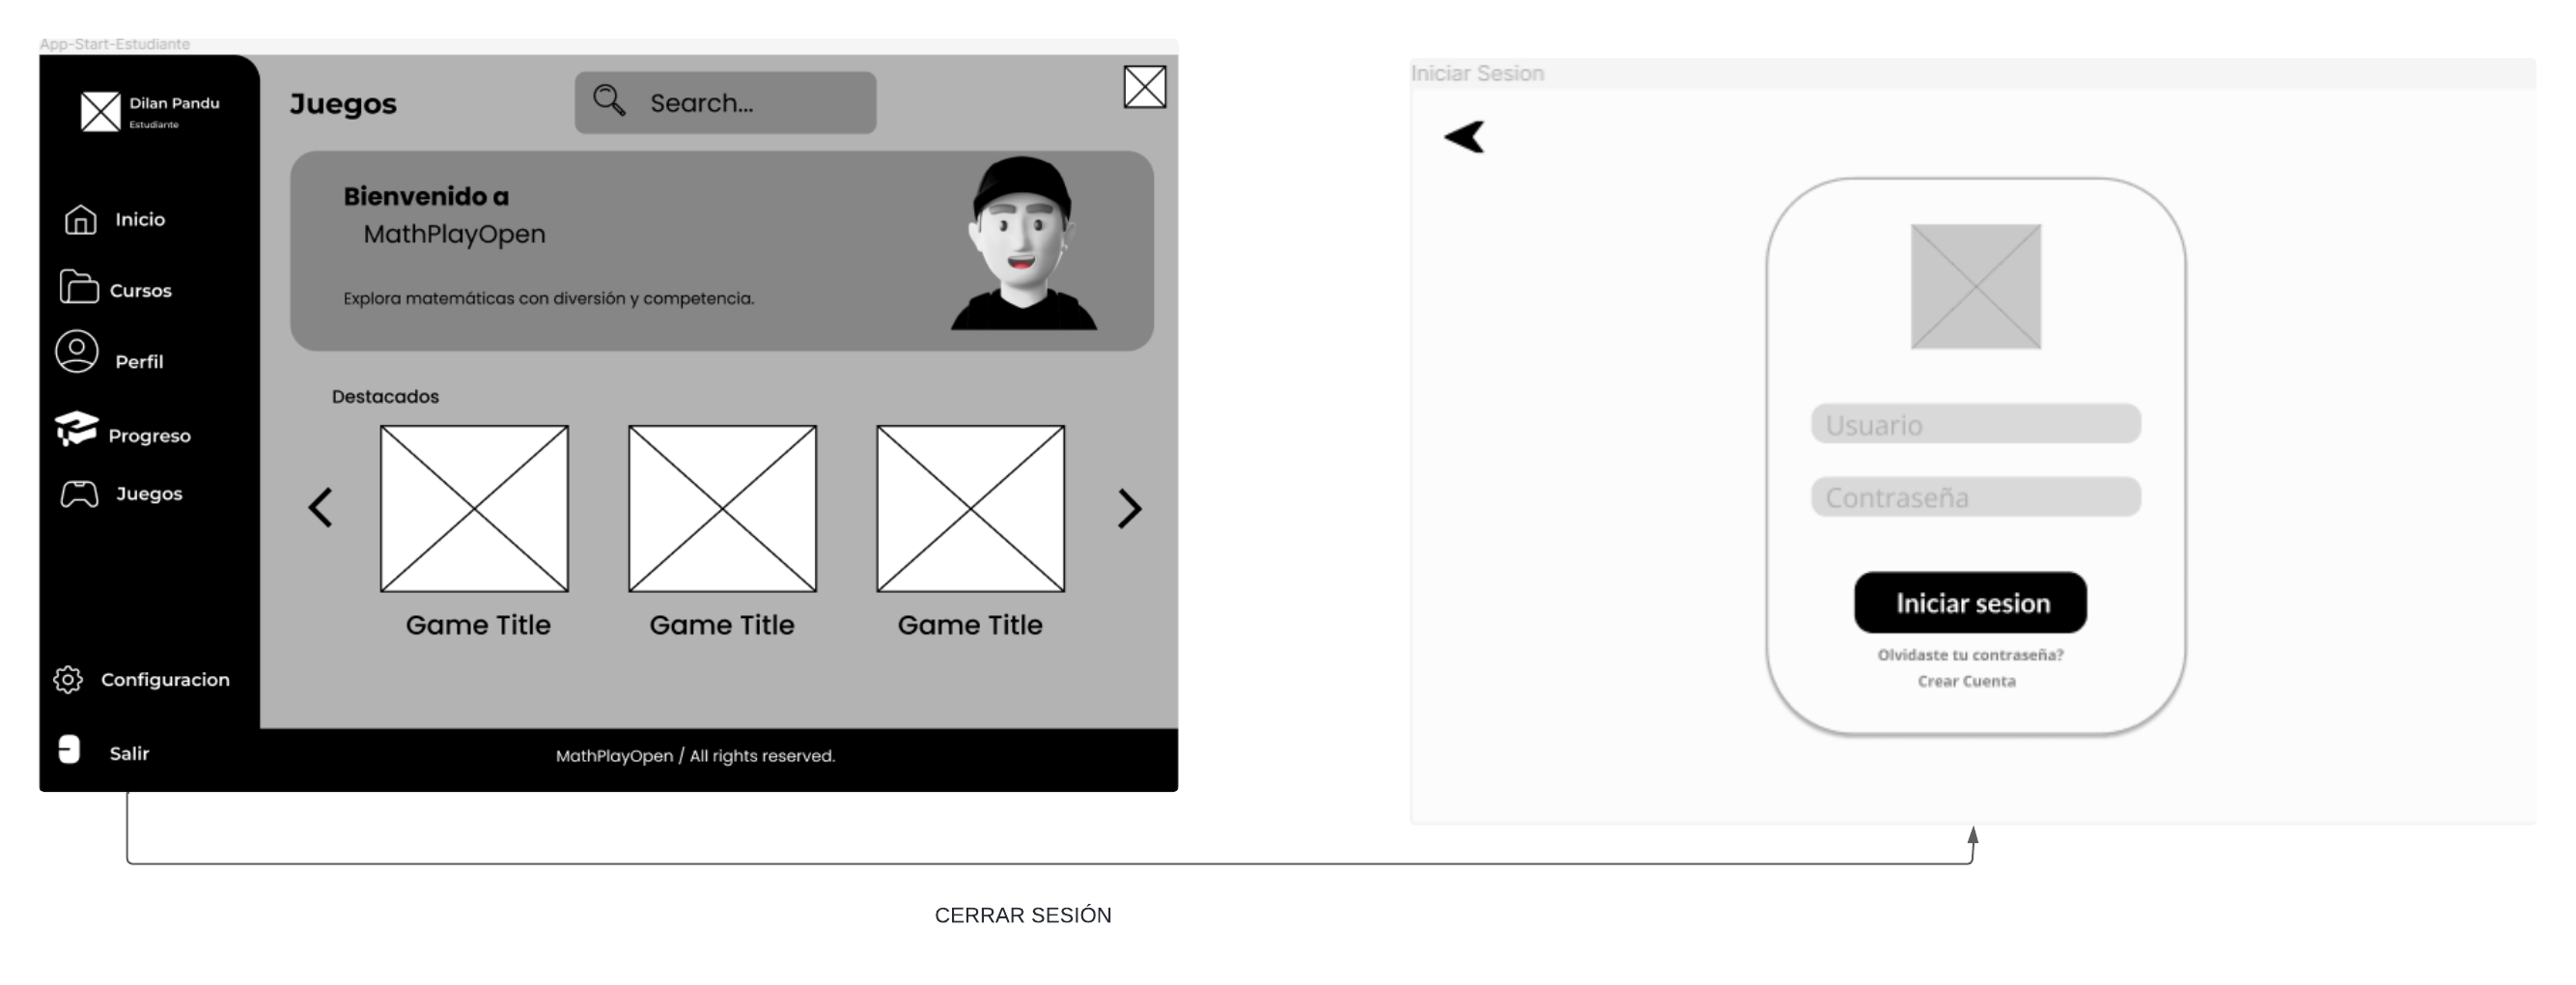 App-Start-Estudiante
Dilan Pandu
Estudiante
Inicio
Cursos
Perfil
Progreso
Juegos
Configuracion
Salir
Juegos
Search...
Bienvenido a
MathPlayOpen
Explora matemáticas con diversión y competencia.
Destacados
Game Title
Game Title
Game Title
MathPlayOpen / All rights reserved.
Iniciar Sesion
Usuario
Contraseña
Iniciar sesion
Olvidaste tu contraseña?
Crear Cuenta
CERRAR SESIÓN